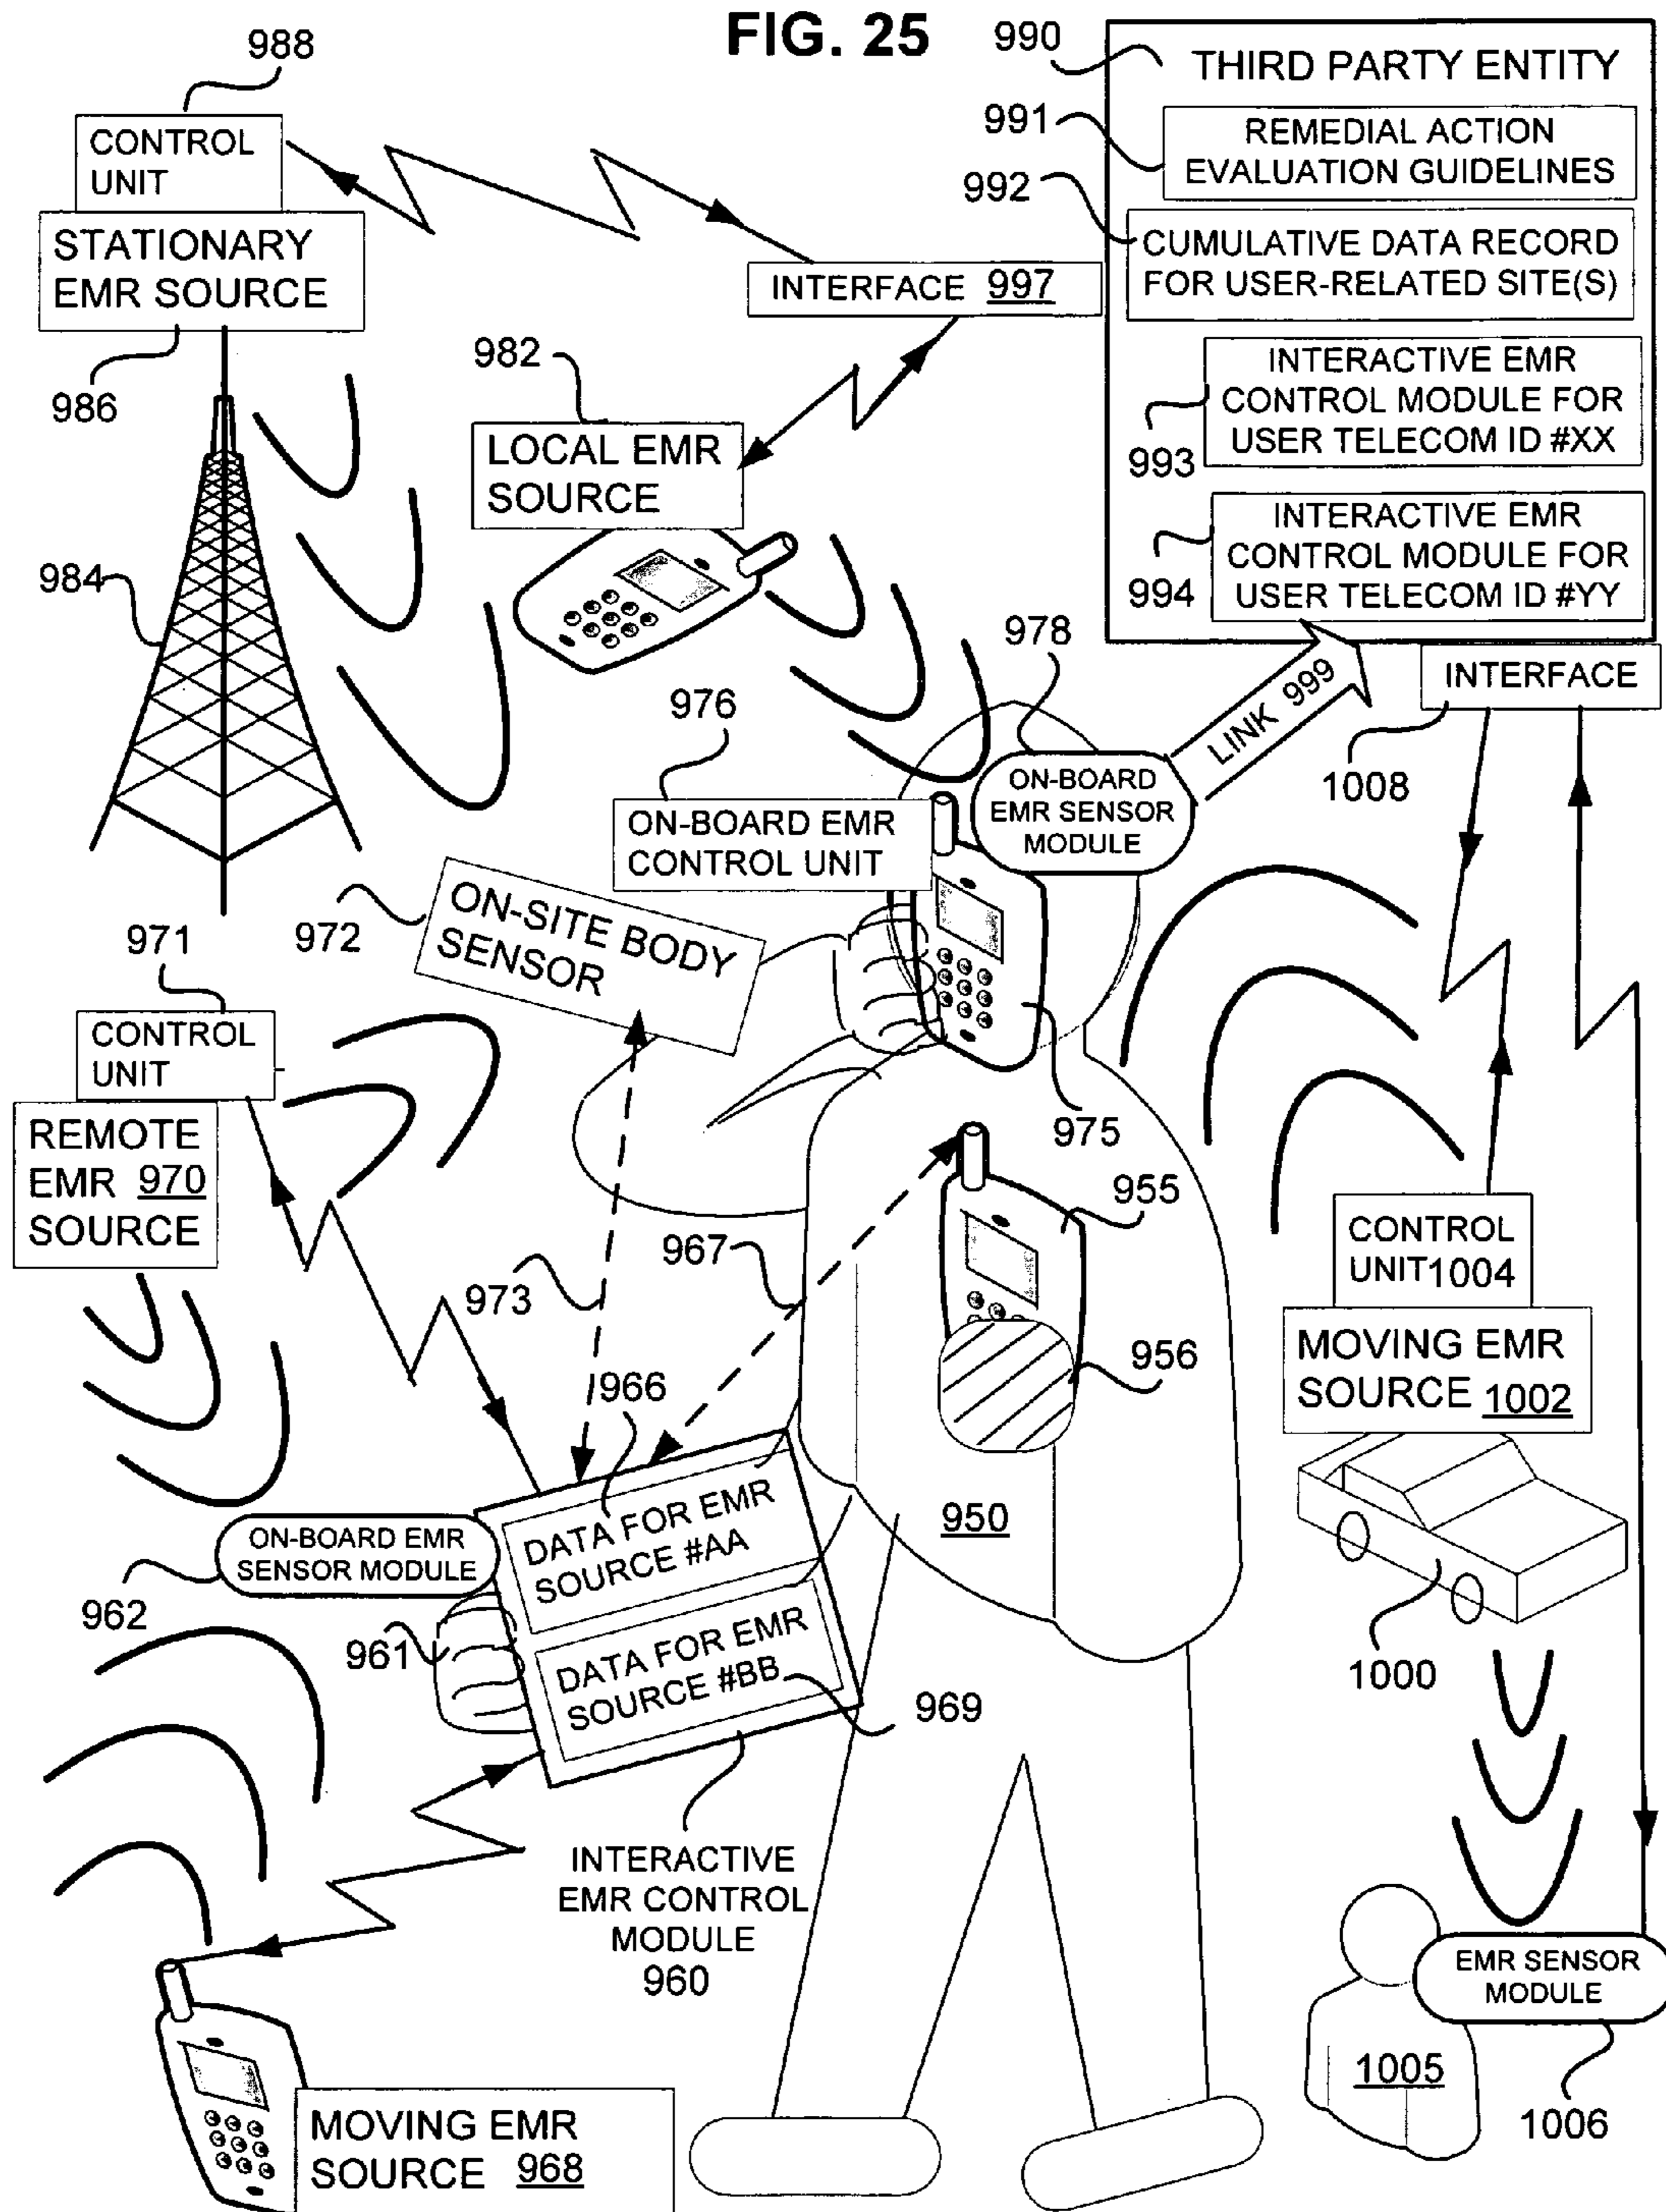 FIG. 25
988
CONTROL
UNIT
STATIONARY
EMR SOURCE
986
984
990
THIRD PARTY ENTITY
991
REMEDIAL ACTION
EVALUATION GUIDELINES
992
CUMULATIVE DATA RECORD
FOR USER-RELATED SITE(S)
INTERACTIVE EMR
CONTROL MODULE FOR
USER TELECOM ID #XX
993
INTERACTIVE EMR
CONTROL MODULE FOR
USER TELECOM ID #YY
994
INTERFACE 997
982
LOCAL EMR
SOURCE
978
LINK 999
INTERFACE
1008
976
ON-BOARD EMR
CONTROL UNIT
ON-BOARD
EMR SENSOR
MODULE
972
ON-SITE BODY
SENSOR
971
CONTROL
UNIT
REMOTE
EMR 970
SOURCE
975
955
967
973
956
966
CONTROL
UNIT1004
MOVING EMR
SOURCE 1002
1000
ON-BOARD EMR
SENSOR MODULE
962
961
DATA FOR EMR
SOURCE #AA
DATA FOR EMR
SOURCE #BB
969
950
INTERACTIVE
EMR CONTROL
MODULE
960
EMR SENSOR
MODULE
1005
1006
MOVING EMR
SOURCE 968